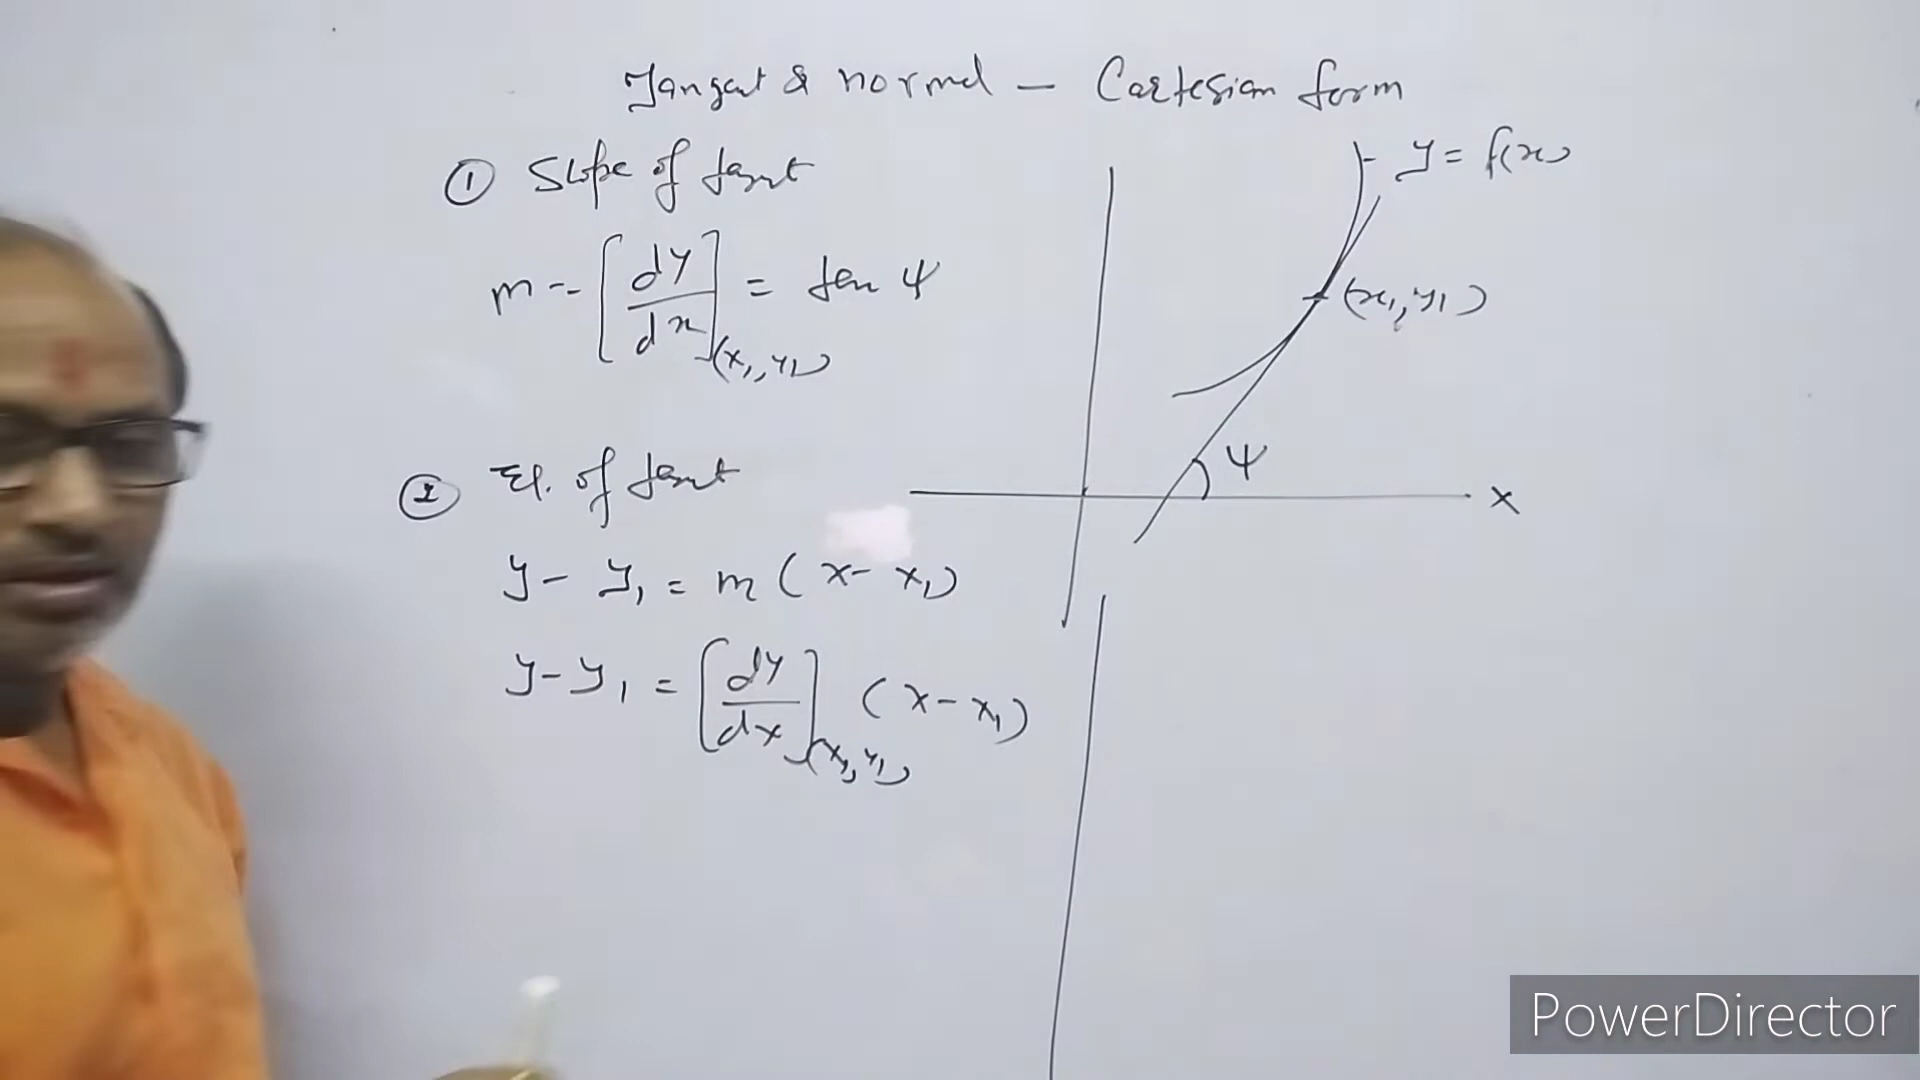 Tangent & normal — Cartesian form
① Slope of tangent
m = [dy/dx](x₁, y₁) = tan ψ
② Eq. of tangent
y - y₁ = m (x - x₁)
y - y₁ = [dy/dx](x₁, y₁) (x - x₁)
y = f(x)
(x₁, y₁)
ψ
x
PowerDirector